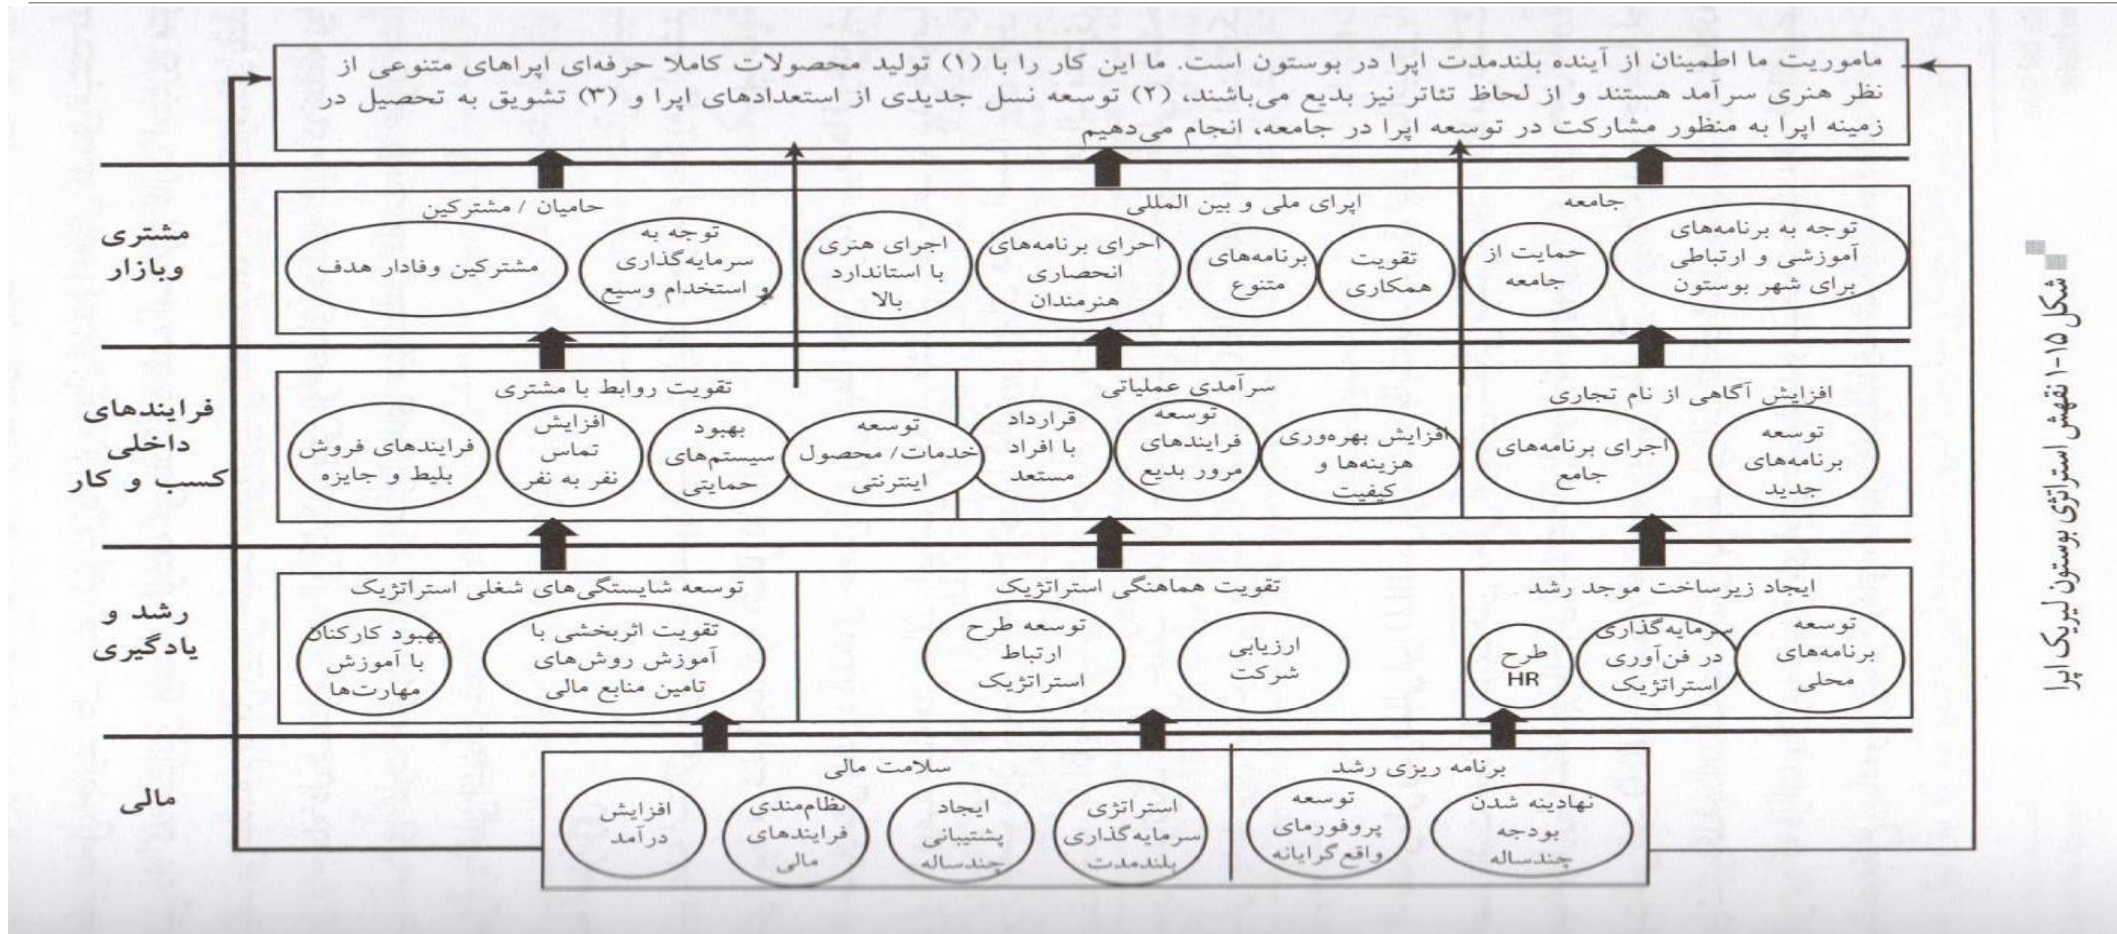 ماموریت ما اطمینان از آینده بلندمدت اپرا در بوستون است. ما این کار را با (۱) تولید محصولات کاملا حرفه‌ای اپراهای متنوعی از
نظر هنری سرآمد هستند و از لحاظ تئاتر نیز بدیع می‌باشند، (۲) توسعه نسل جدیدی از استعدادهای اپرا و (۳) تشویق به تحصیل در
زمینه اپرا به منظور مشارکت در توسعه اپرا در جامعه، انجام می‌دهیم
مشتری
وبازار
جامعه
توجه به برنامه‌های
آموزشی و ارتباطی
برای شهر بوستون
حمایت از
جامعه
اپرای ملی و بین المللی
تقویت
همکاری
برنامه‌های
متنوع
اجرای برنامه‌های
انحصاری
هنرمندان
اجرای هنری
با استاندارد
بالا
حامیان / مشترکین
توجه به
سرمایه‌گذاری
و استخدام وسیع
مشترکین وفادار هدف
فرایندهای
داخلی
کسب و کار
افزایش آگاهی از نام تجاری
توسعه
برنامه‌های
جدید
اجرای برنامه‌های
جامع
سرآمدی عملیاتی
افزایش بهره‌وری
هزینه‌ها و
کیفیت
توسعه
فرایندهای
مرور بدیع
قرارداد
با افراد
مستعد
تقویت روابط با مشتری
توسعه
خدمات/ محصول
اینترنتی
بهبود
سیستم‌های
حمایتی
افزایش
تماس
نفر به نفر
فرایندهای فروش
بلیط و جایزه
رشد و
یادگیری
ایجاد زیرساخت موجد رشد
توسعه
برنامه‌های
محلی
سرمایه‌گذاری
در فن‌آوری
استراتژیک
طرح
HR
تقویت هماهنگی استراتژیک
ارزیابی
شرکت
توسعه طرح
ارتباط
استراتژیک
توسعه شایستگی‌های شغلی استراتژیک
تقویت اثربخشی با
آموزش روش‌های
تامین منابع مالی
بهبود کارکنان
با آموزش
مهارت‌ها
مالی
برنامه ریزی رشد
نهادینه شدن
بودجه
چندساله
توسعه
پروفورمای
واقع‌گرایانه
سلامت مالی
استراتژی
سرمایه‌گذاری
بلندمدت
ایجاد
پشتیبانی
چندساله
نظام‌مندی
فرایندهای
مالی
افزایش
درآمد
شکل ۱۵-۱ نقهش استراتژی بوستون لیریک اپرا